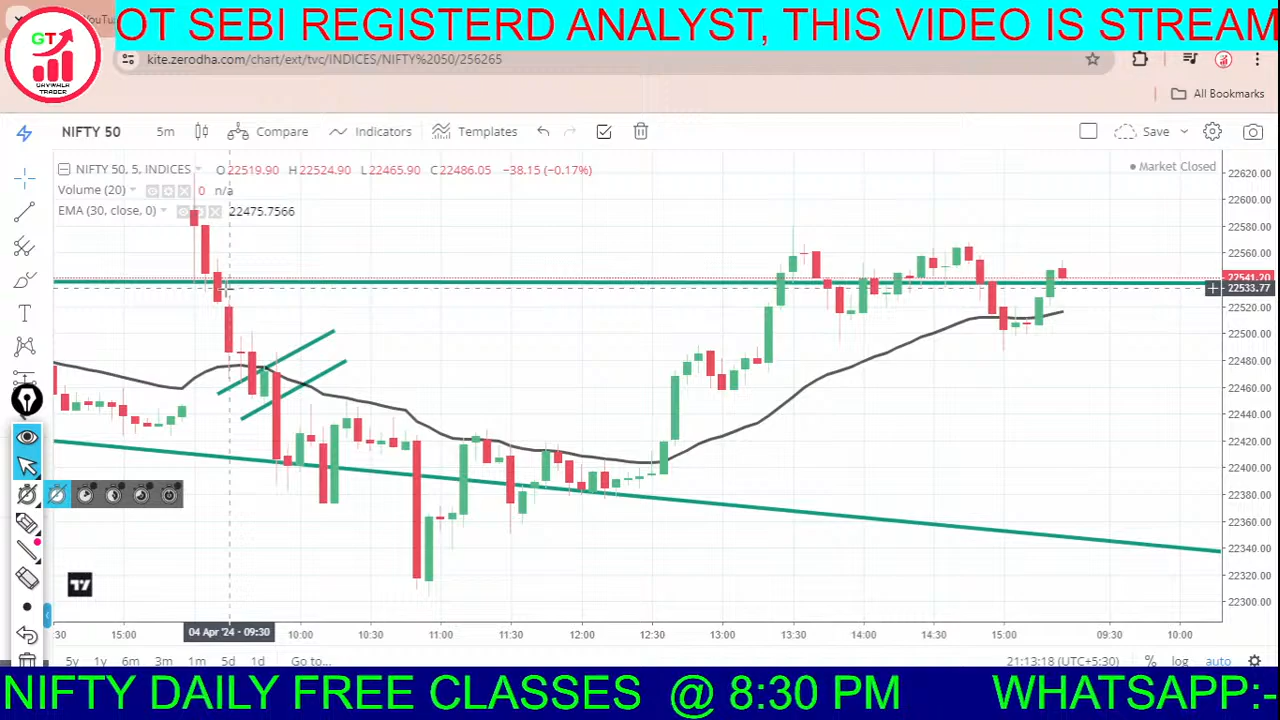 OT SEBI REGISTERD ANALYST, THIS VIDEO IS STREAM
GT
TRADER
kite.zerodha.com/chart/ext/tvc/INDICES/NIFTY%2050/256265
All Bookmarks
NIFTY 50 5m Compare Indicators Templates Save
NIFTY 50, 5, INDICES O22519.90 H22524.90 L22465.90 C22486.05 −38.15 (−0.17%)
Market Closed
Volume (20) 0 n/a
EMA (30, close, 0) 22475.7566
22620.00
22600.00
22580.00
22560.00
22541.20
22533.77
22520.00
22500.00
22480.00
22460.00
22440.00
22420.00
22400.00
22380.00
22360.00
22340.00
22320.00
22300.00
:30 15:00 04 Apr '24 - 09:30 10:00 10:30 11:00 11:30 12:00 12:30 13:00 13:30 14:00 14:30 15:00 09:30 10:00
5y 1y 6m 3m 1m 5d 1d Go to... 21:13:18 (UTC+5:30) % log auto
NIFTY DAILY FREE CLASSES @ 8:30 PM WHATSAPP:-